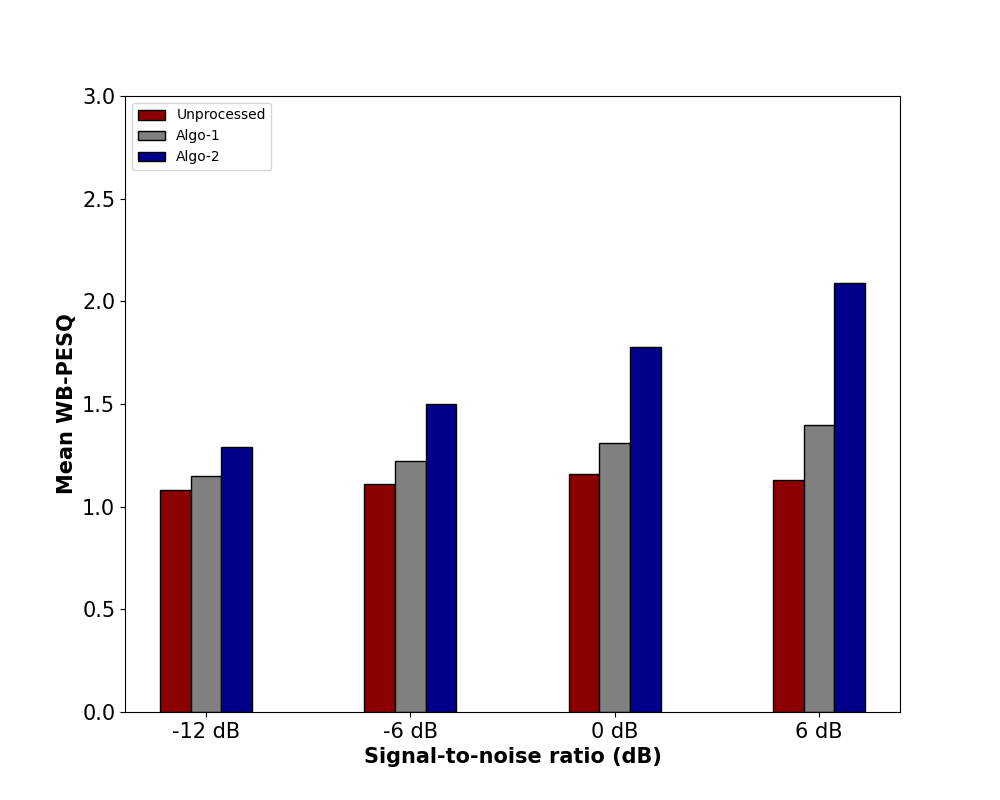 Unprocessed
Algo-1
Algo-2
3.0
2.5
2.0
1.5
1.0
0.5
0.0
Mean WB-PESQ
-12 dB
-6 dB
0 dB
6 dB
Signal-to-noise ratio (dB)